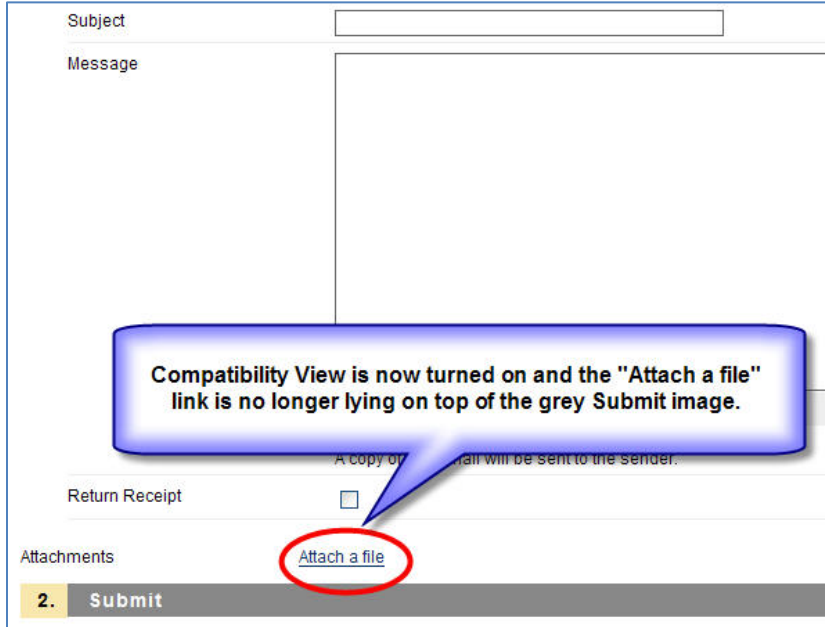 Subject
Message
Compatibility View is now turned on and the "Attach a file"
link is no longer lying on top of the grey Submit image.
A copy of will be sent to the sender.
Return Receipt
Attachments Attach a file
2. Submit